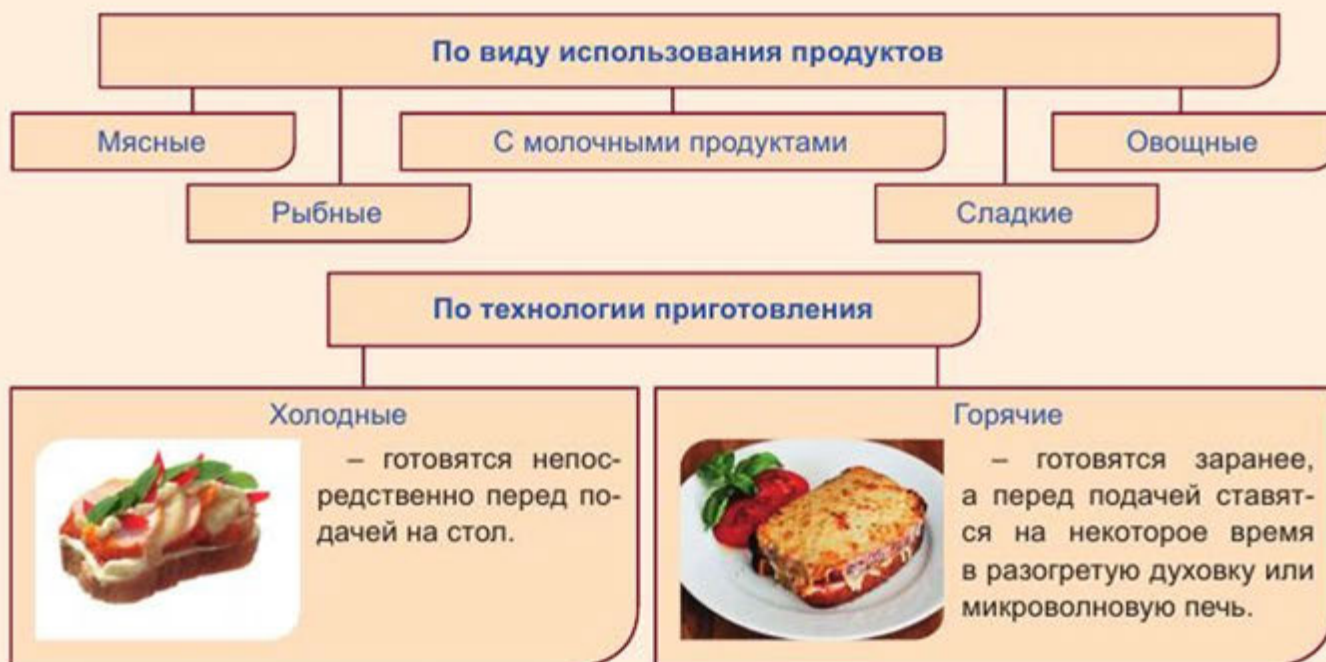 По виду использования продуктов
Мясные
С молочными продуктами
Овощные
Рыбные
Сладкие
По технологии приготовления
Холодные
– готовятся непос-
редственно перед по-
дачей на стол.
Горячие
– готовятся заранее,
а перед подачей ставят-
ся на некоторое время
в разогретую духовку или
микроволновую печь.